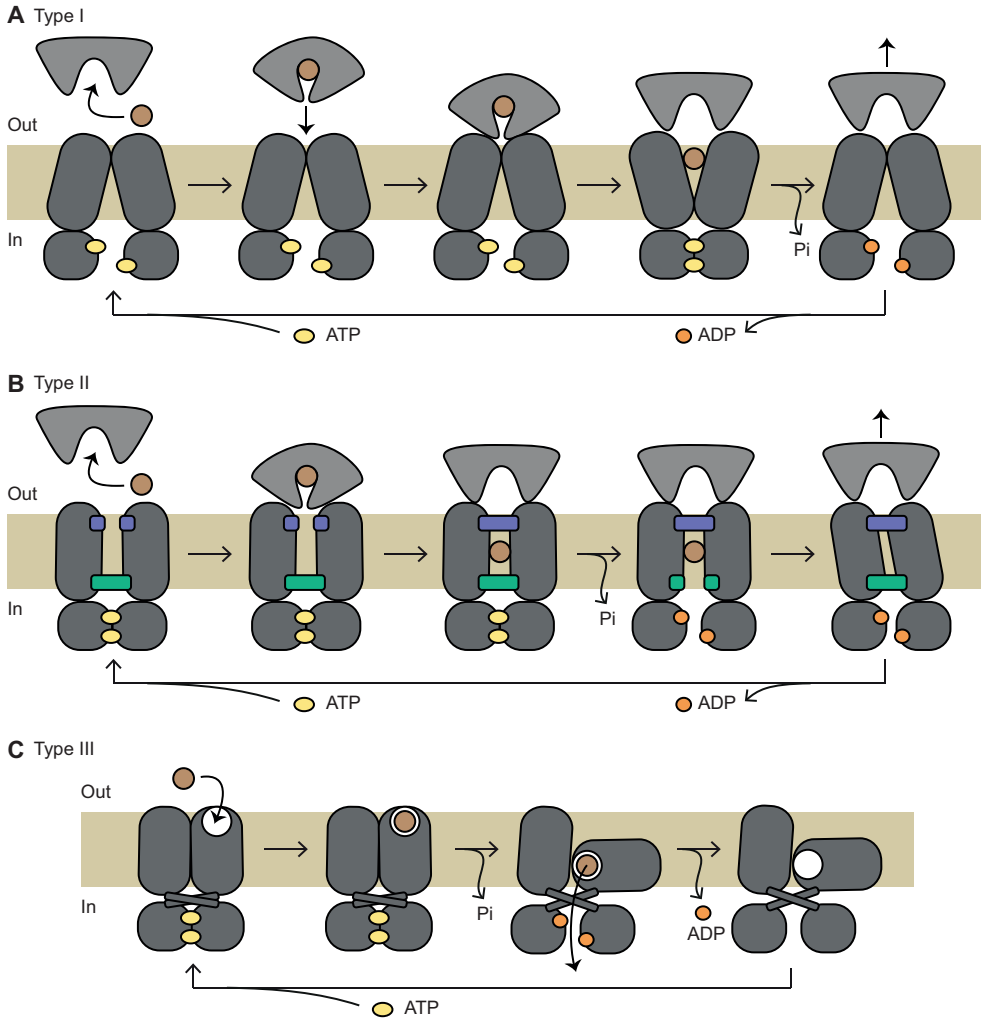 A Type I
Out
In
Pi
ATP
ADP
B Type II
Out
In
Pi
ATP
ADP
C Type III
Out
In
Pi
ADP
ATP